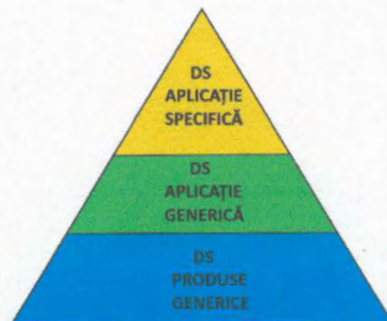 DS
APLICAȚIE
SPECIFICĂ
DS
APLICAȚIE
GENERICĂ
DS
PRODUSE
GENERICE